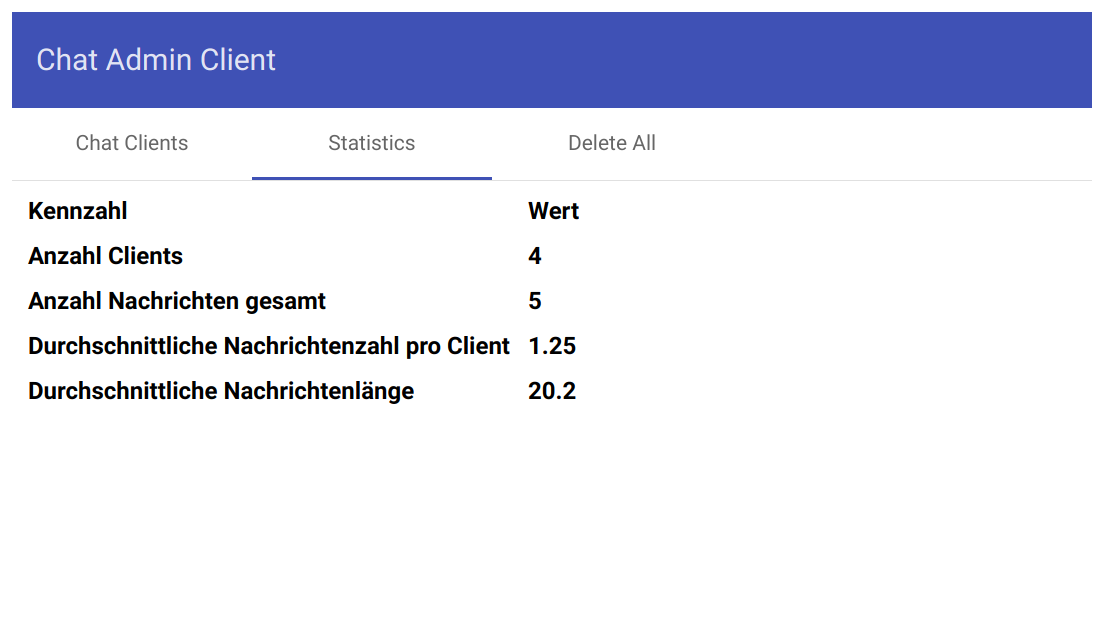 Chat Admin Client
Chat Clients Statistics Delete All
Kennzahl Wert
Anzahl Clients 4
Anzahl Nachrichten gesamt 5
Durchschnittliche Nachrichtenzahl pro Client 1.25
Durchschnittliche Nachrichtenlänge 20.2